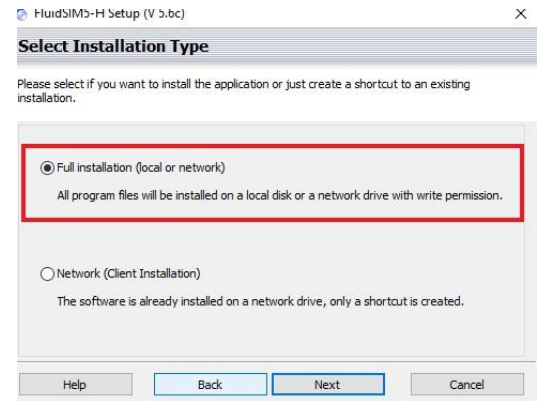 FluidSIM5-H Setup (V 5.6c)
Select Installation Type
Please select if you want to install the application or just create a shortcut to an existing
installation.
Full installation (local or network)
All program files will be installed on a local disk or a network drive with write permission.
Network (Client Installation)
The software is already installed on a network drive, only a shortcut is created.
Help Back Next Cancel